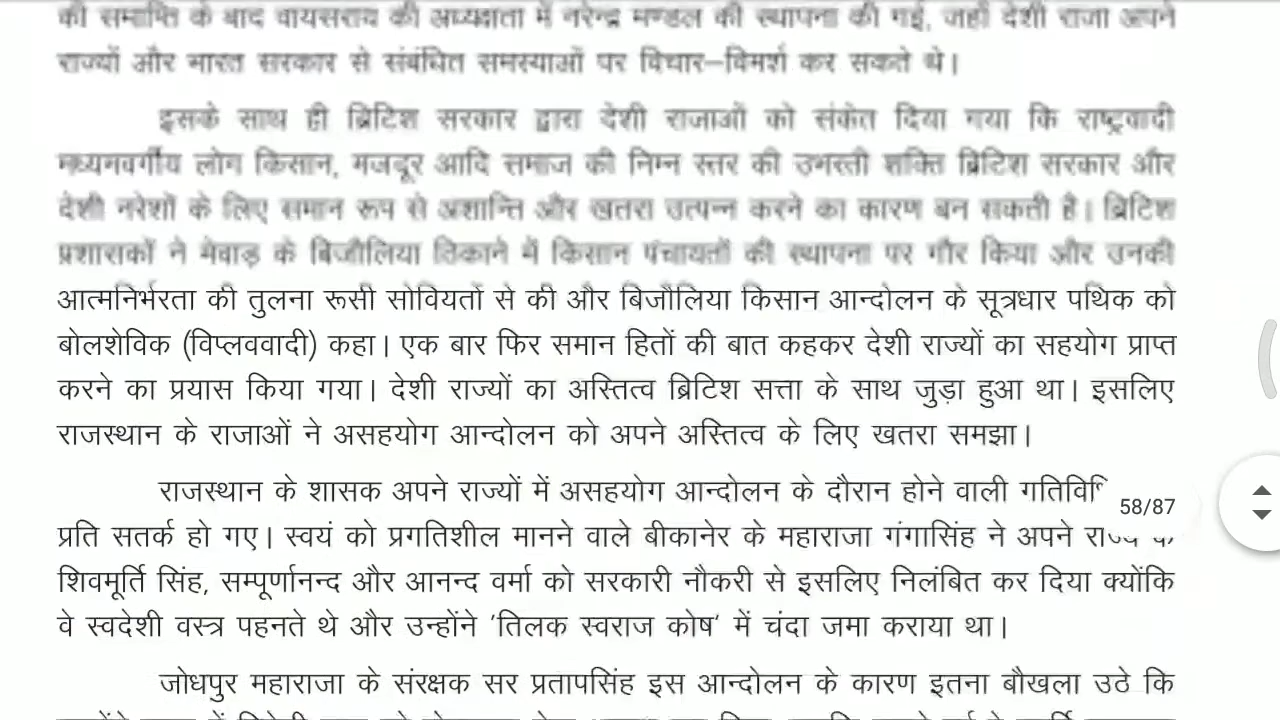 की समाप्ति के बाद वायसराय की अध्यक्षता में नरेन्द्र मण्डल की स्थापना की गई, जहाँ देशी राजा अपने
राज्यों और भारत सरकार से संबंधित समस्याओं पर विचार–विमर्श कर सकते थे।
इसके साथ ही ब्रिटिश सरकार द्वारा देशी राजाओं को संकेत दिया गया कि राष्ट्रवादी
मध्यमवर्गीय लोग किसान, मजदूर आदि समाज की निम्न स्तर की उभरती शक्ति ब्रिटिश सरकार और
देशी नरेशों के लिए समान रूप से अशान्ति और खतरा उत्पन्न करने का कारण बन सकती है। ब्रिटिश
प्रशासकों ने मेवाड़ के बिजौलिया ठिकाने में किसान पंचायतों की स्थापना पर गौर किया और उनकी
आत्मनिर्भरता की तुलना रूसी सोवियतों से की और बिजौलिया किसान आन्दोलन के सूत्रधार पथिक को
बोलशेविक (विप्लववादी) कहा। एक बार फिर समान हितों की बात कहकर देशी राज्यों का सहयोग प्राप्त
करने का प्रयास किया गया। देशी राज्यों का अस्तित्व ब्रिटिश सत्ता के साथ जुड़ा हुआ था। इसलिए
राजस्थान के राजाओं ने असहयोग आन्दोलन को अपने अस्तित्व के लिए खतरा समझा।
राजस्थान के शासक अपने राज्यों में असहयोग आन्दोलन के दौरान होने वाली
58/87
प्रति सतर्क हो गए। स्वयं को प्रगतिशील मानने वाले बीकानेर के महाराजा गंगासिंह ने अपने
शिवमूर्ति सिंह, सम्पूर्णानन्द और आनन्द वर्मा को सरकारी नौकरी से इसलिए निलंबित कर दिया क्योंकि
वे स्वदेशी वस्त्र पहनते थे और उन्होंने 'तिलक स्वराज कोष' में चंदा जमा कराया था।
जोधपुर महाराजा के संरक्षक सर प्रतापसिंह इस आन्दोलन के कारण इतना बौखला उठे कि